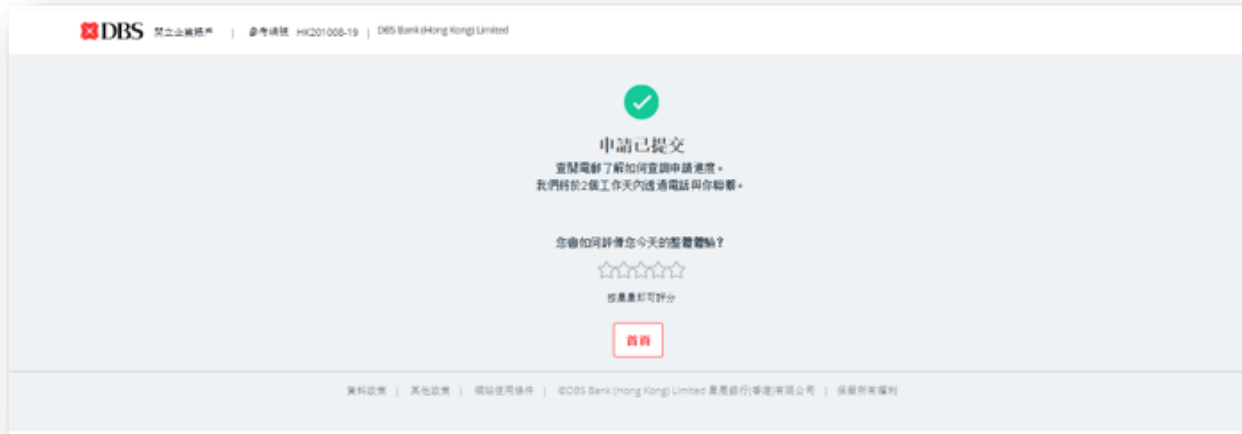 DBS 開立企業賬戶 | 參考編號 HK201008-19 | DBS Bank (Hong Kong) Limited
申請已提交
查閱電郵了解如何查詢申請進度。
我們將於2個工作天內透過電話與你聯繫。
您會如何評價您今天的整體體驗?
按星星即可評分
首頁
資料政策 | 其他政策 | 網站使用條件 | ©DBS Bank (Hong Kong) Limited 星展銀行(香港)有限公司 | 保留所有權利